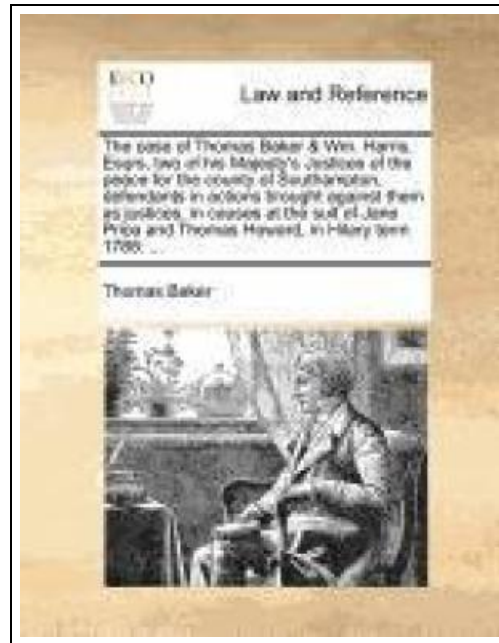 ECCO
Law and Reference
The case of Thomas Baker & Wm. Harris,
Esqrs. two of his Majesty's Justices of the
peace for the county of Southampton,
defendants in actions brought against them
as justices, in causes at the suit of Jane
Price and Thomas Howard, in Hilary term
1788; ...
Thomas Baker